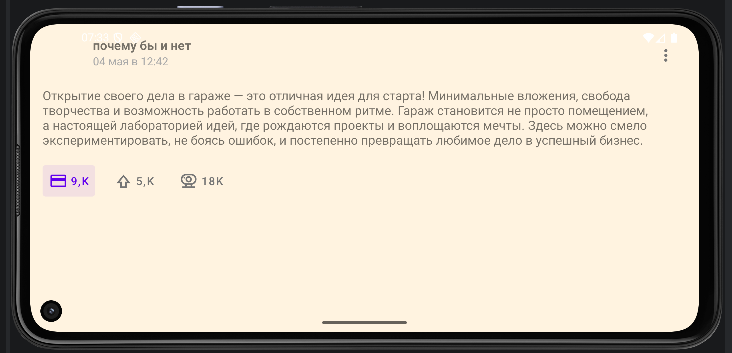 почему бы и нет
04 мая в 12:42
Открытие своего дела в гараже — это отличная идея для старта! Минимальные вложения, свобода
творчества и возможность работать в собственном ритме. Гараж становится не просто помещением,
а настоящей лабораторией идей, где рождаются проекты и воплощаются мечты. Здесь можно смело
экспериментировать, не боясь ошибок, и постепенно превращать любимое дело в успешный бизнес.
9,K 5,K 18K